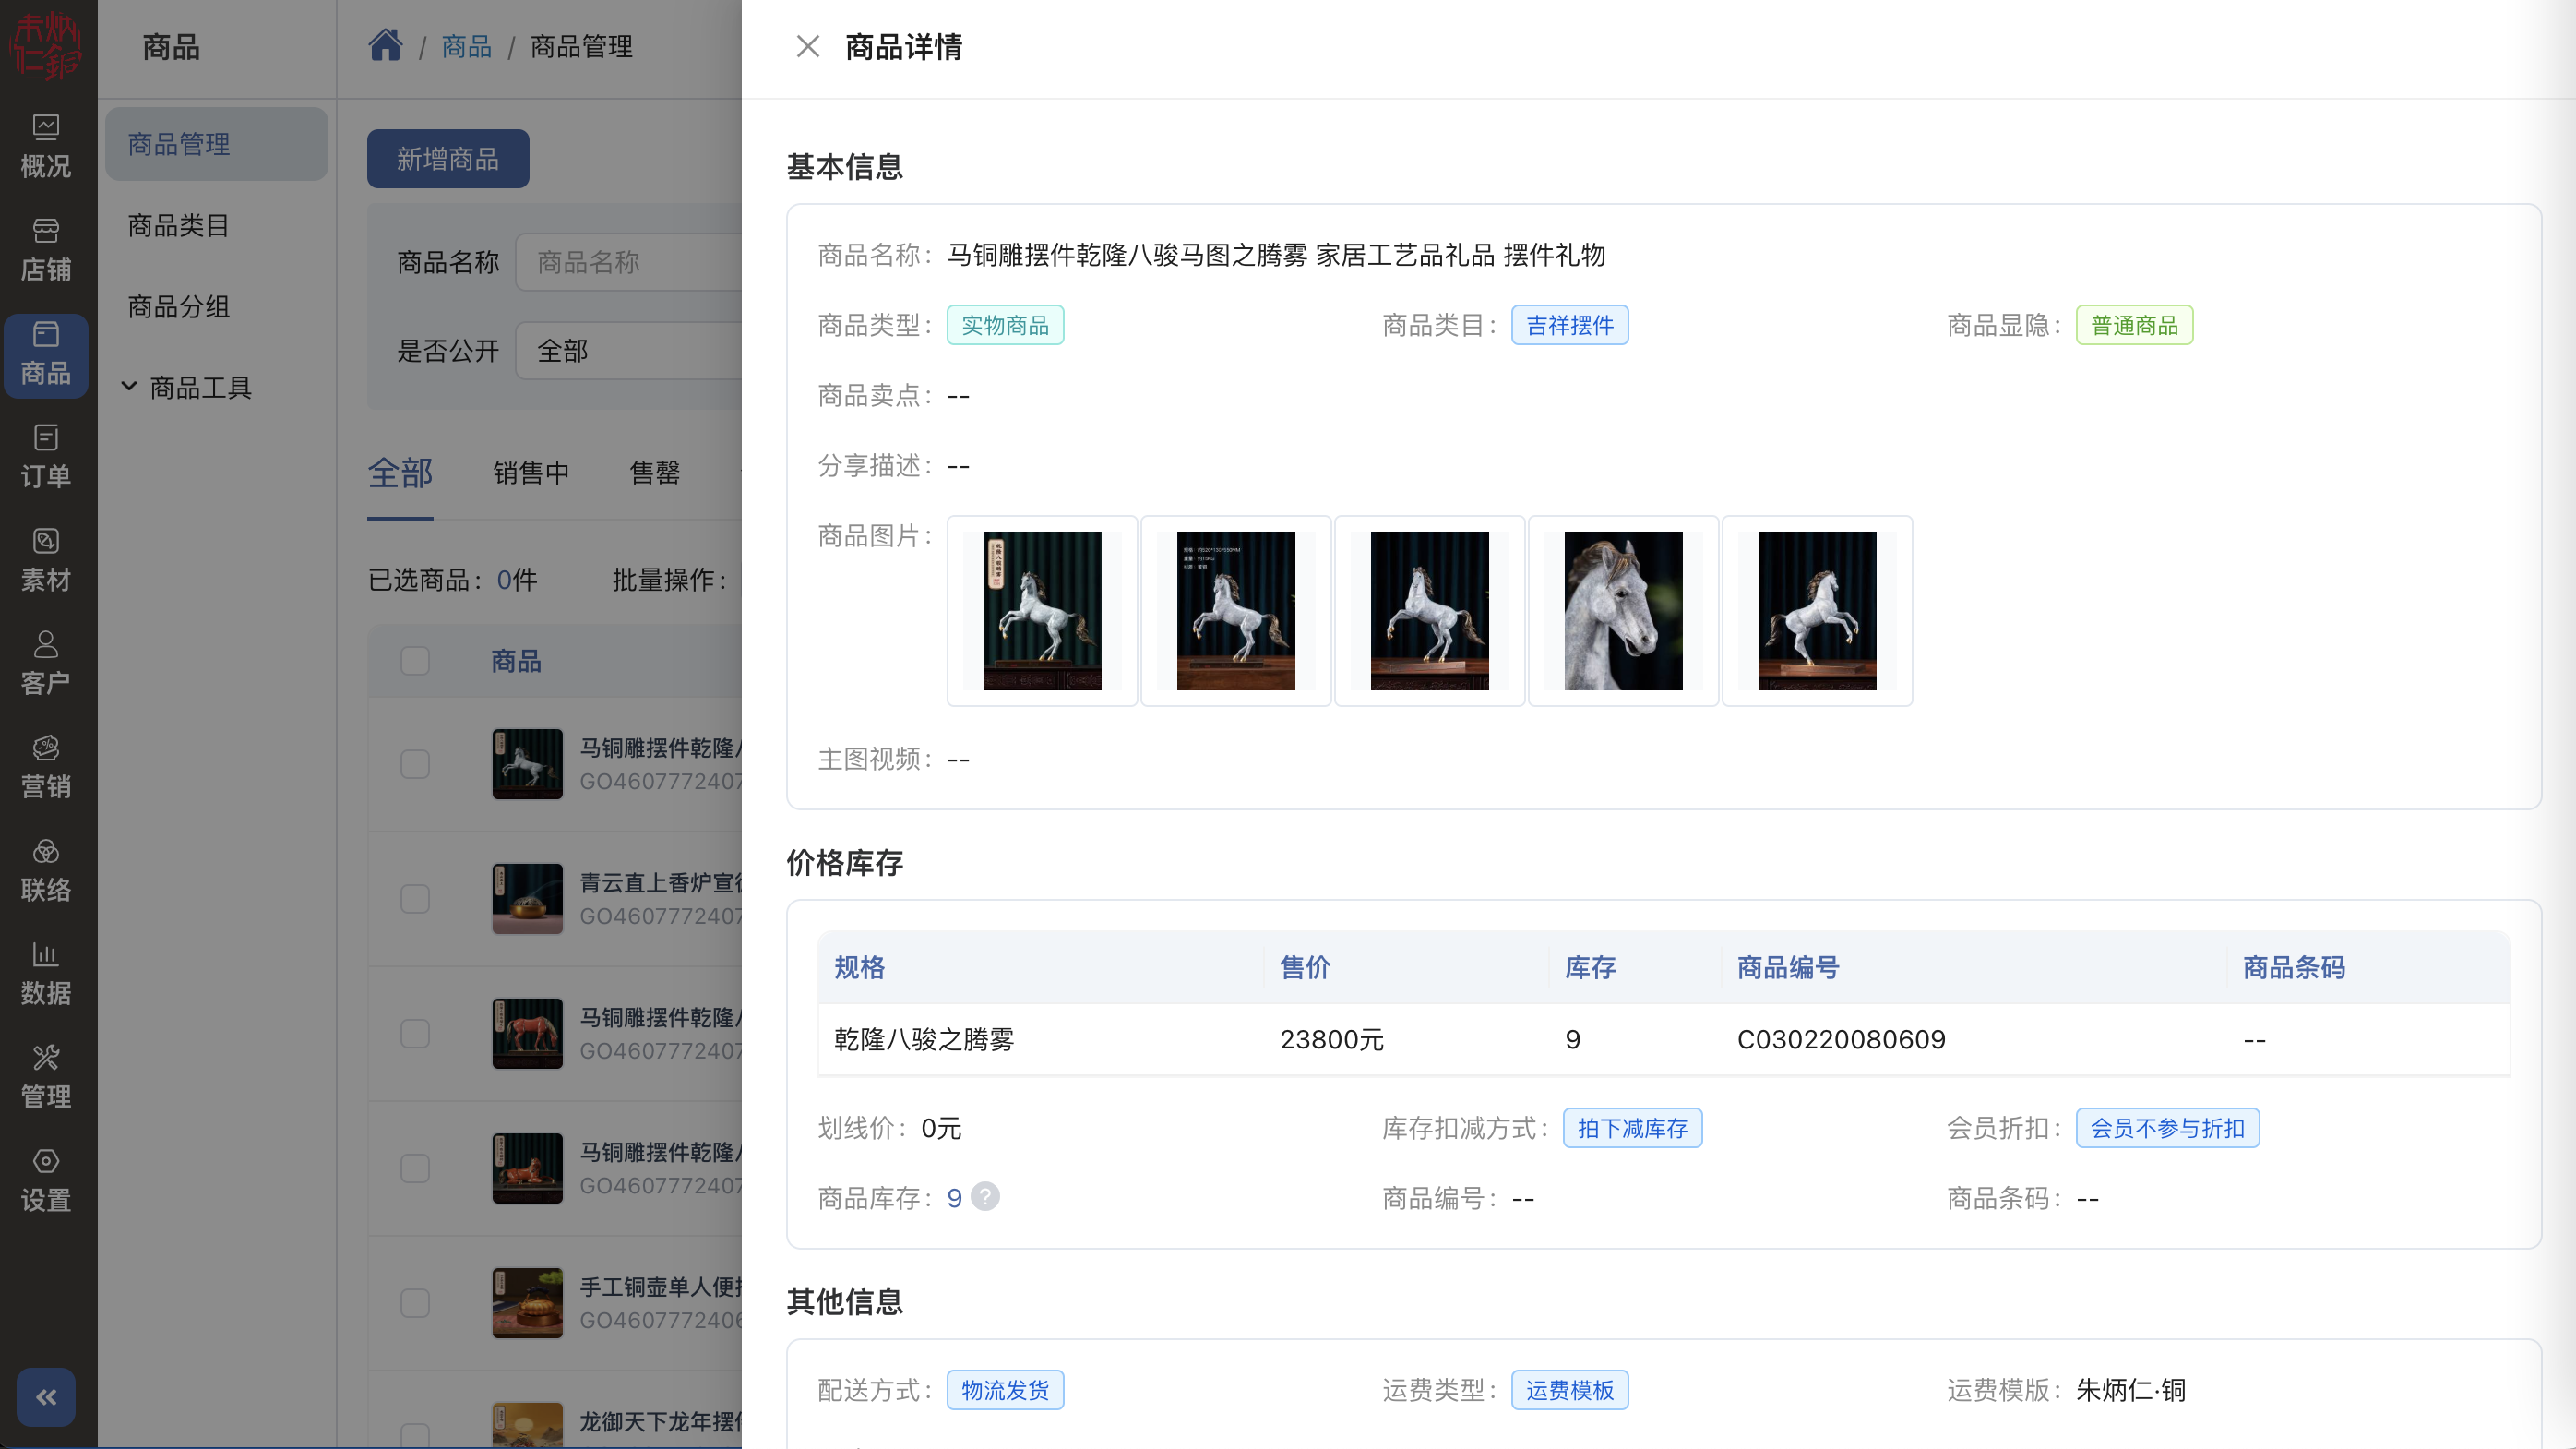 朱炳仁銅
商品
商品 / 商品管理
商品详情
概况
店铺
商品
订单
素材
客户
营销
联络
数据
管理
设置
商品管理
商品类目
商品分组
商品工具
新增商品
商品名称 商品名称
是否公开 全部
全部 销售中 售罄
已选商品: 0件 批量操作:
商品
马铜雕摆件乾隆
GO460777240
青云直上香炉宣
GO460777240
马铜雕摆件乾隆
GO460777240
马铜雕摆件乾隆
GO460777240
手工铜壶单人便
GO460777240
龙御天下龙年摆
基本信息
商品名称: 马铜雕摆件乾隆八骏马图之腾雾 家居工艺品礼品 摆件礼物
商品类型: 实物商品 商品类目: 吉祥摆件 商品显隐: 普通商品
商品卖点: --
分享描述: --
商品图片:
主图视频: --
价格库存
规格 售价 库存 商品编号 商品条码
乾隆八骏之腾雾 23800元 9 C030220080609 --
划线价: 0元 库存扣减方式: 拍下减库存 会员折扣: 会员不参与折扣
商品库存: 9 ? 商品编号: -- 商品条码: --
其他信息
配送方式: 物流发货 运费类型: 运费模板 运费模版: 朱炳仁·铜